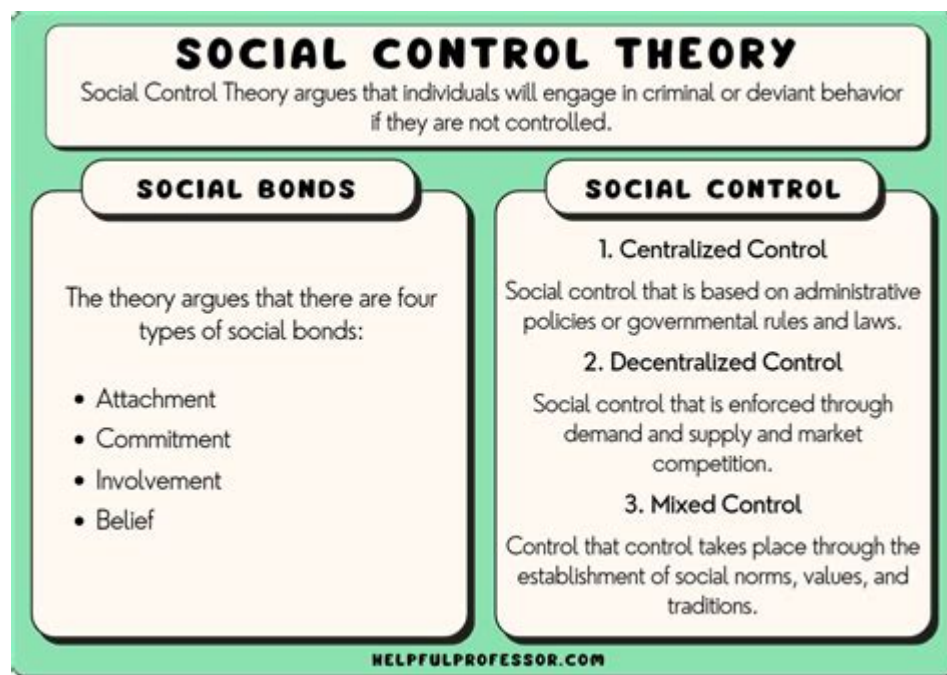 SOCIAL CONTROL THEORY
Social Control Theory argues that individuals will engage in criminal or deviant behavior
if they are not controlled.
SOCIAL BONDS
The theory argues that there are four
types of social bonds:
• Attachment
• Commitment
• Involvement
• Belief
SOCIAL CONTROL
1. Centralized Control
Social control that is based on administrative
policies or governmental rules and laws.
2. Decentralized Control
Social control that is enforced through
demand and supply and market
competition.
3. Mixed Control
Control that control takes place through the
establishment of social norms, values, and
traditions.
HELPFULPROFESSOR.COM